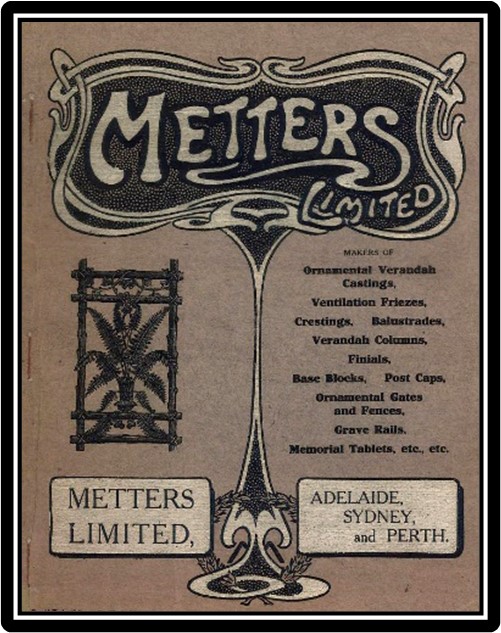 METTERS
LIMITED
MAKERS OF
Ornamental Verandah
Castings,
Ventilation Friezes,
Crestings, Balustrades,
Verandah Columns,
Finials,
Base Blocks, Post Caps,
Ornamental Gates
and Fences,
Grave Rails,
Memorial Tablets, etc., etc.
METTERS
LIMITED,
ADELAIDE,
SYDNEY,
and PERTH.